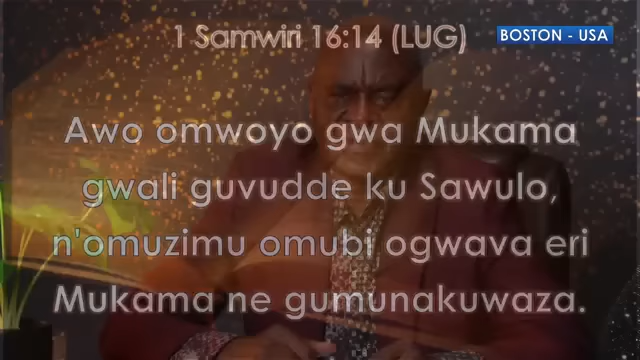 1 Samwiri 16:14 (LUG)
BOSTON - USA
Awo omwoyo gwa Mukama
gwali guvudde ku Sawulo,
n'omuzimu omubi ogwava eri
Mukama ne gumunakuwaza.